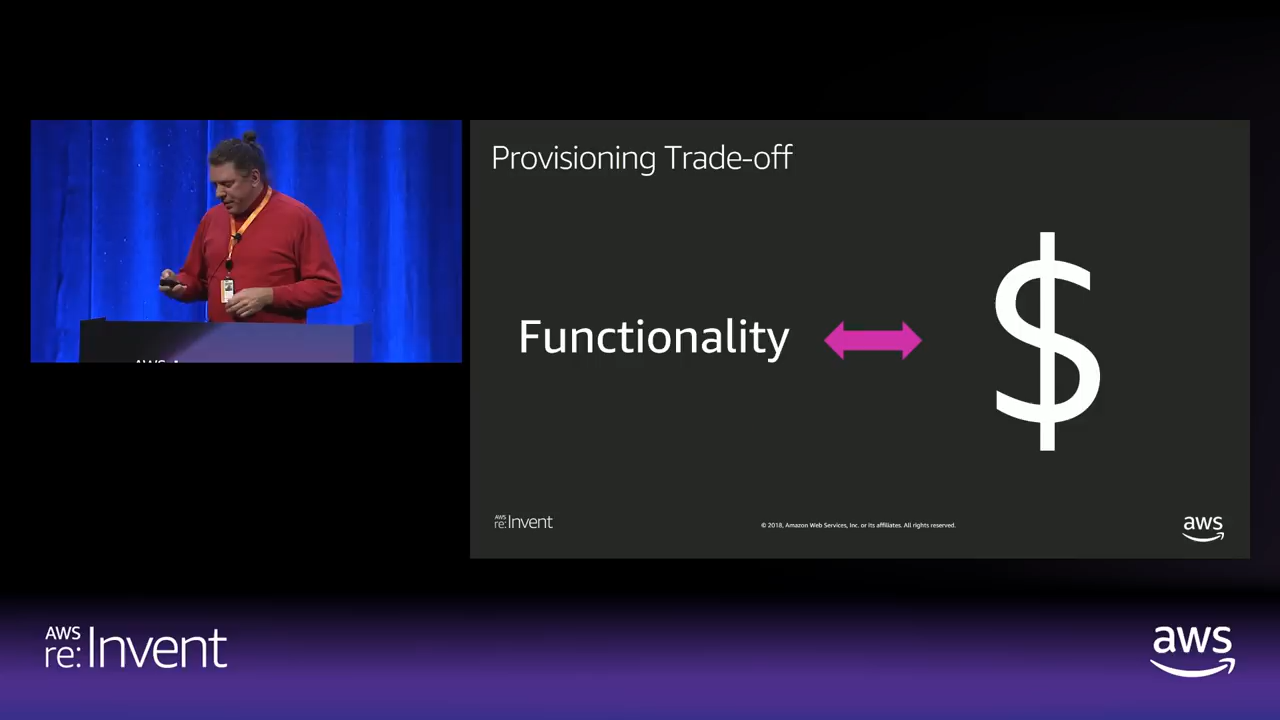 Provisioning Trade-off
Functionality
$
AWS
re:Invent
© 2018, Amazon Web Services, Inc. or its affiliates. All rights reserved.
aws
AWS
re:Invent
aws